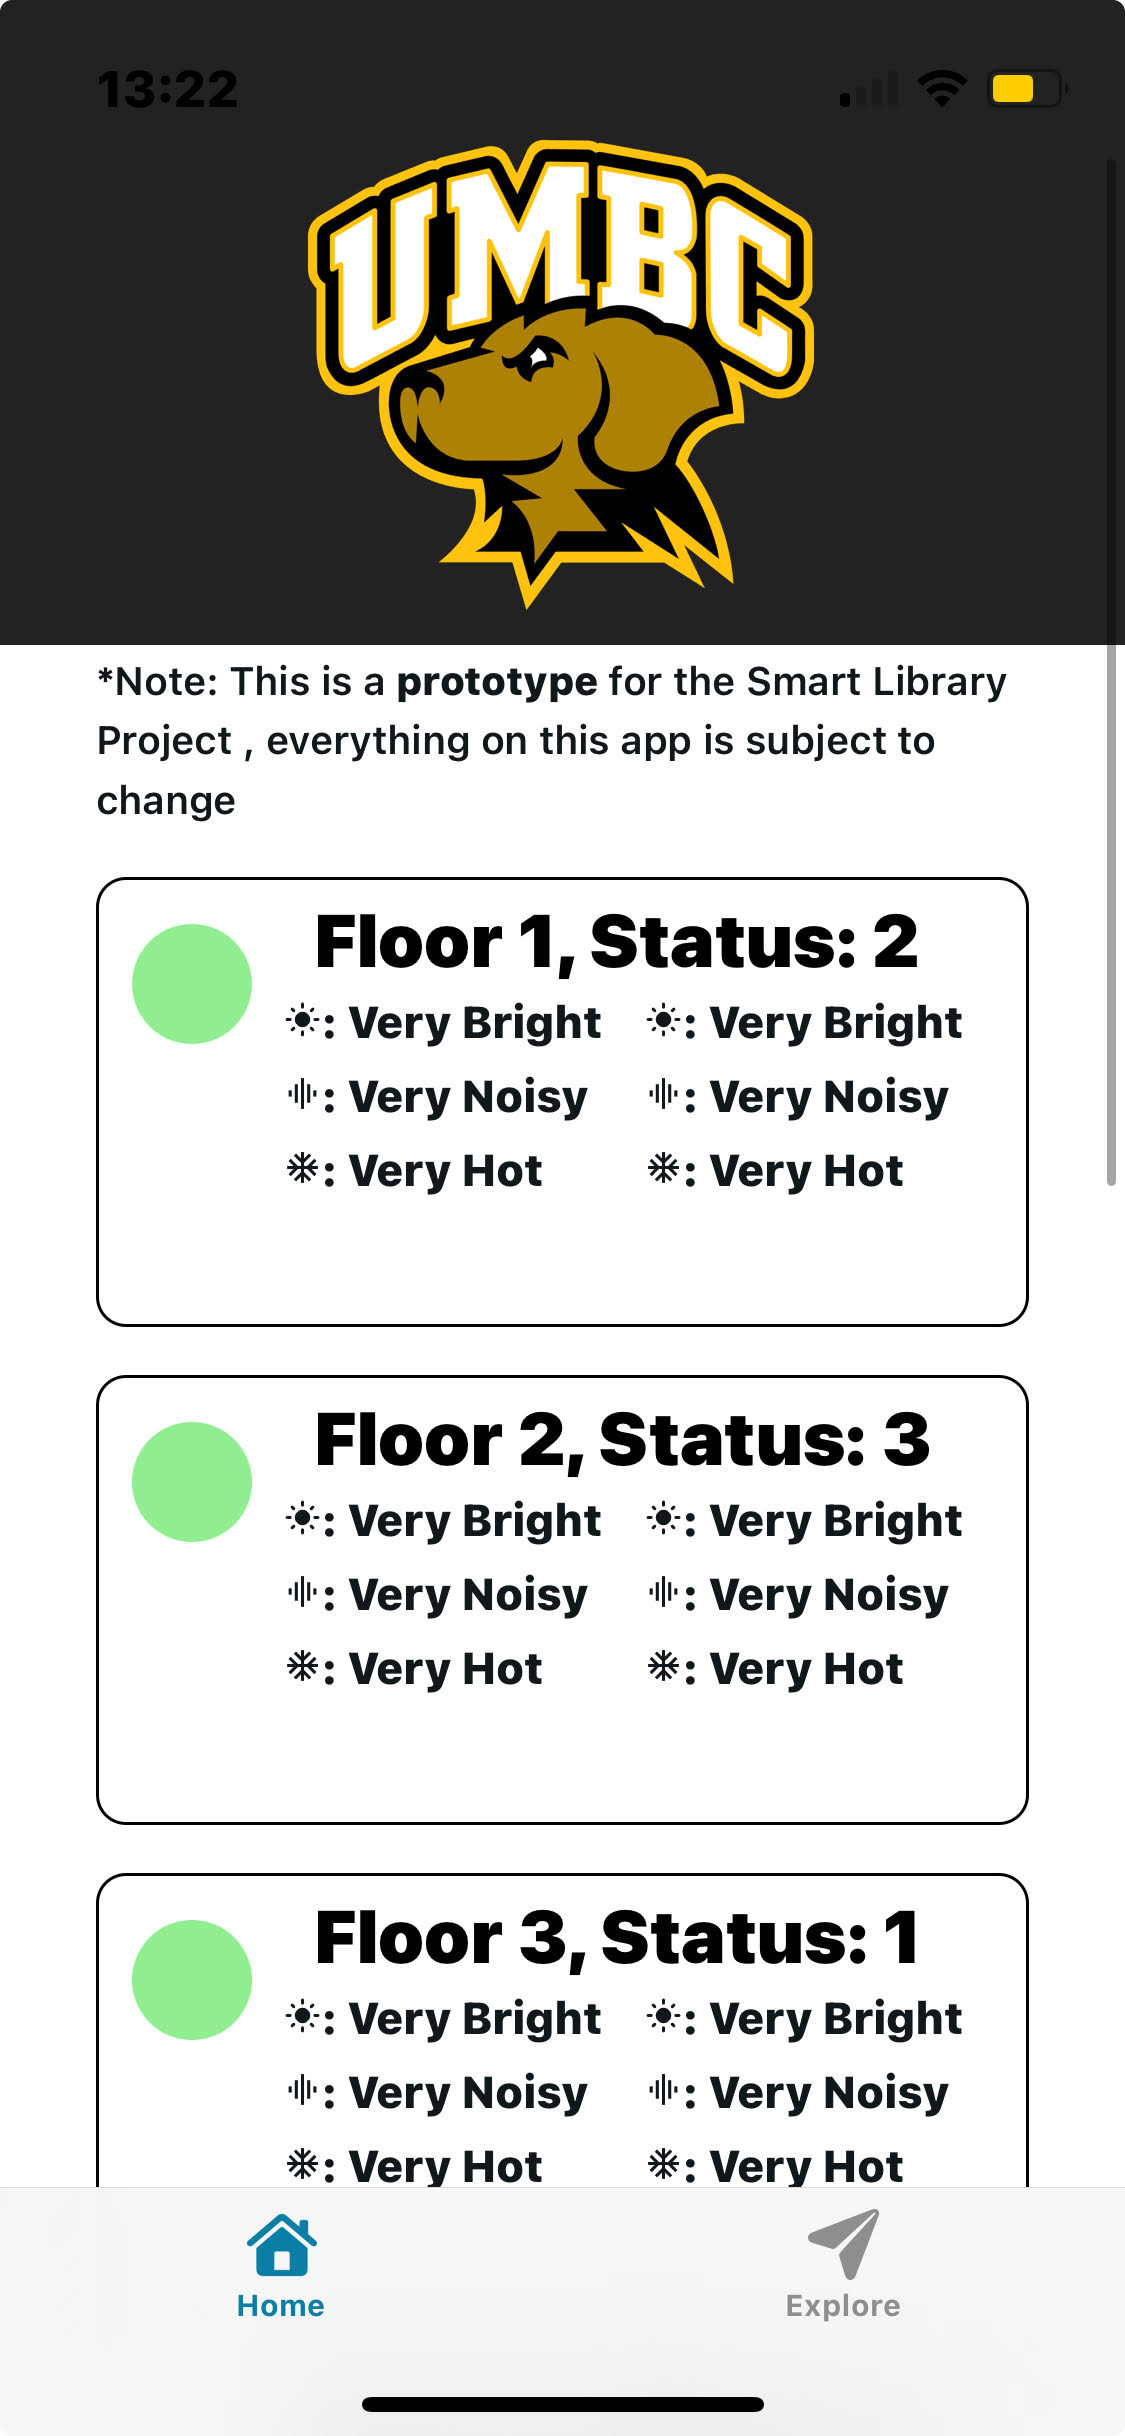 13:22
UMBC
*Note: This is a prototype for the Smart Library
Project , everything on this app is subject to
change
Floor 1, Status: 2
: Very Bright : Very Bright
: Very Noisy : Very Noisy
: Very Hot : Very Hot
Floor 2, Status: 3
: Very Bright : Very Bright
: Very Noisy : Very Noisy
: Very Hot : Very Hot
Floor 3, Status: 1
: Very Bright : Very Bright
: Very Noisy : Very Noisy
: Very Hot : Very Hot
Home Explore